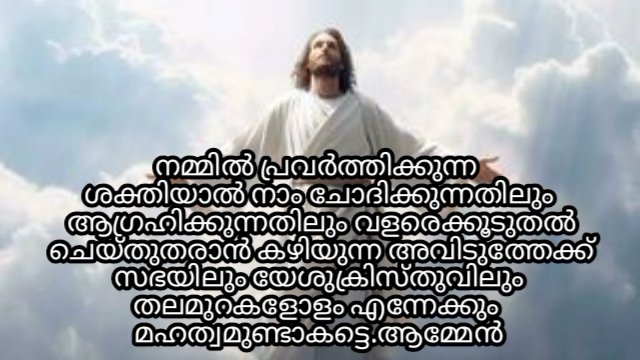 നമ്മിൽ പ്രവർത്തിക്കുന്ന
ശക്തിയാൽ നാം ചോദിക്കുന്നതിലും
ആഗ്രഹിക്കുന്നതിലും വളരെക്കൂടുതൽ
ചെയ്തുതരാൻ കഴിയുന്ന അവിടുത്തേക്ക്
സഭയിലും യേശുക്രിസ്തുവിലും
തലമുറകളോളം എന്നേക്കും
മഹത്വമുണ്ടാകട്ടെ.ആമ്മേൻ